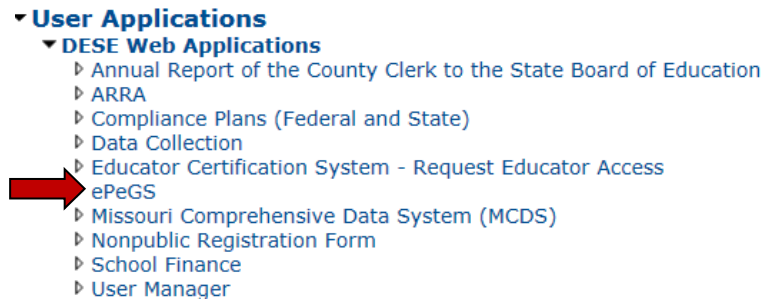 User Applications
DESE Web Applications
Annual Report of the County Clerk to the State Board of Education
ARRA
Compliance Plans (Federal and State)
Data Collection
Educator Certification System - Request Educator Access
ePeGS
Missouri Comprehensive Data System (MCDS)
Nonpublic Registration Form
School Finance
User Manager